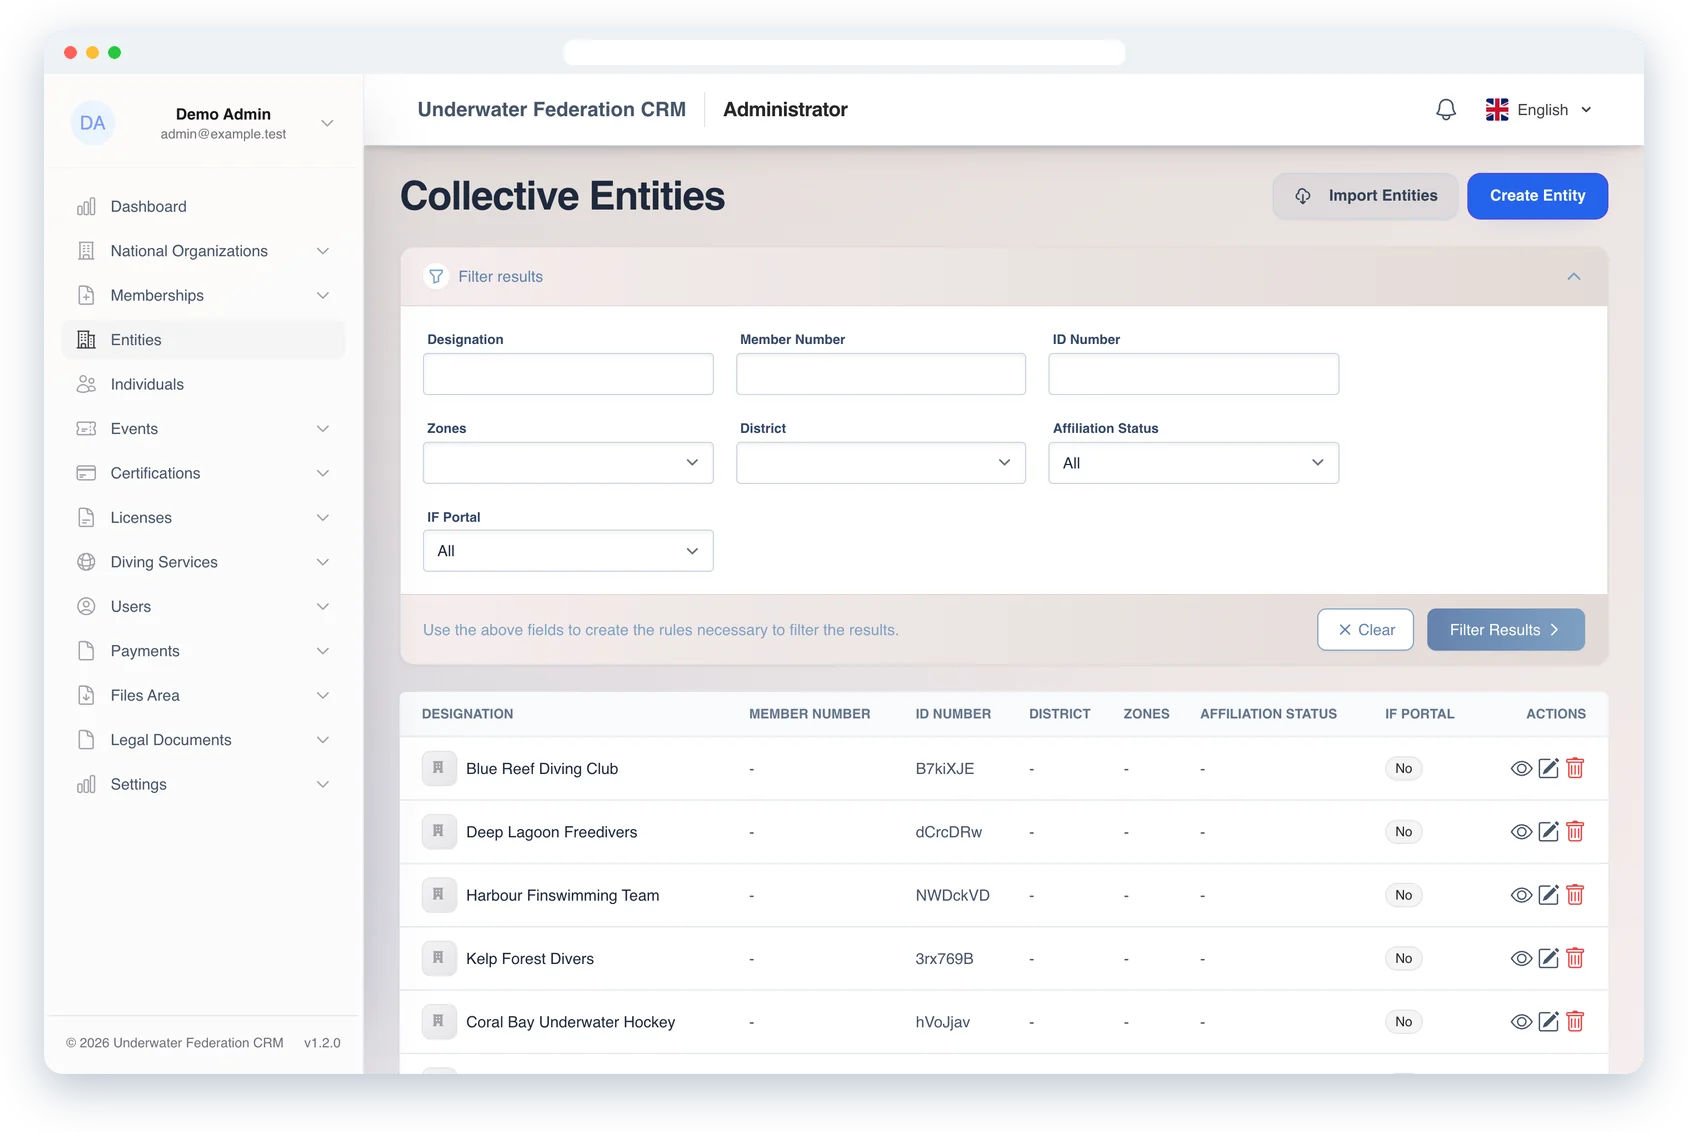 DA
Demo Admin
admin@example.test
Underwater Federation CRM
Administrator
English
Dashboard
National Organizations
Memberships
Entities
Individuals
Events
Certifications
Licenses
Diving Services
Users
Payments
Files Area
Legal Documents
Settings
© 2026 Underwater Federation CRM v1.2.0
Collective Entities
Import Entities
Create Entity
Filter results
Designation Member Number ID Number
Zones District Affiliation Status
All
IF Portal
All
Use the above fields to create the rules necessary to filter the results.
Clear
Filter Results
DESIGNATION MEMBER NUMBER ID NUMBER DISTRICT ZONES AFFILIATION STATUS IF PORTAL ACTIONS
Blue Reef Diving Club - B7kiXJE - - - No
Deep Lagoon Freedivers - dCrcDRw - - - No
Harbour Finswimming Team - NWDckVD - - - No
Kelp Forest Divers - 3rx769B - - - No
Coral Bay Underwater Hockey - hVoJjav - - - No